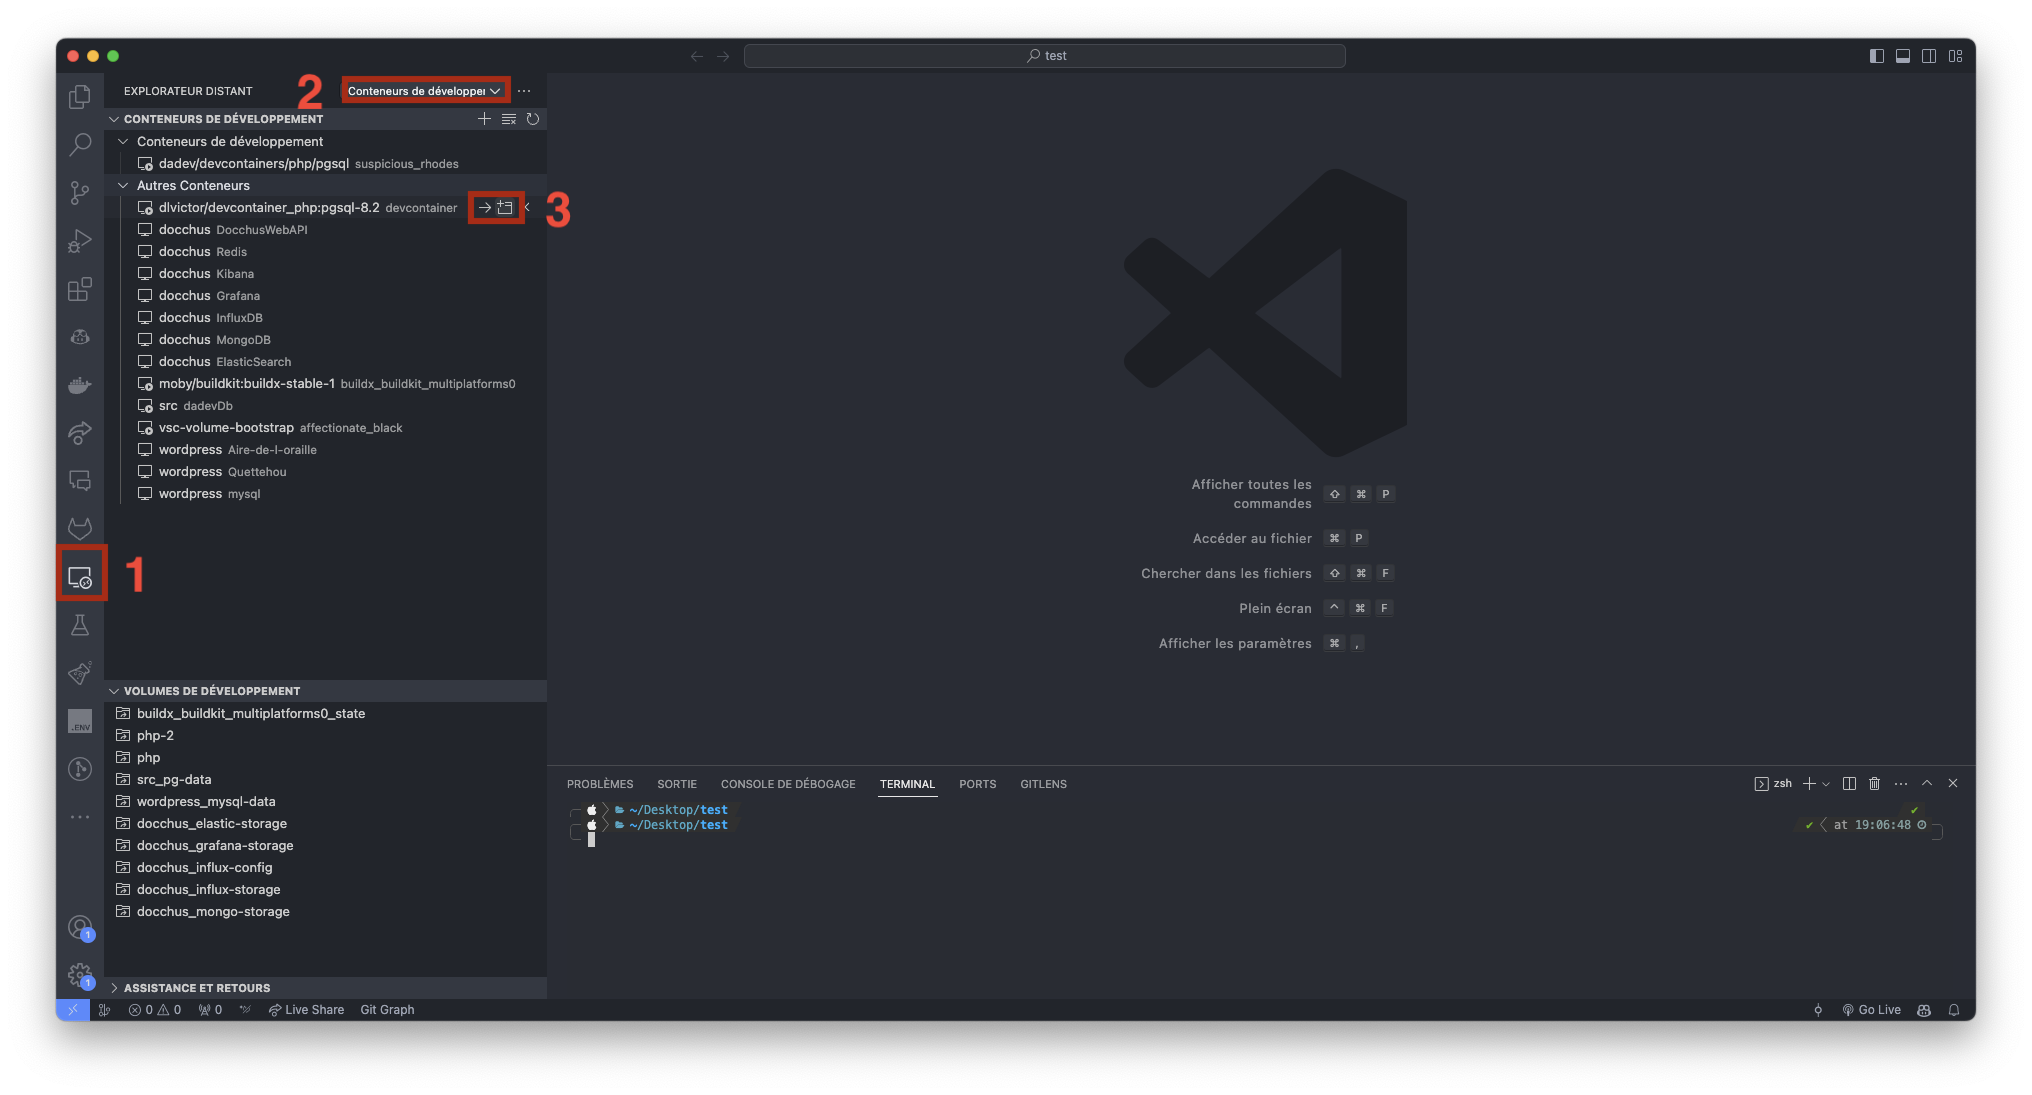 test
EXPLORATEUR DISTANT
2
Conteneurs de développer
CONTENEURS DE DÉVELOPPEMENT
Conteneurs de développement
dadev/devcontainers/php/pgsql suspicious_rhodes
Autres Conteneurs
dlvictor/devcontainer_php:pgsql-8.2 devcontainer
3
docchus DocchusWebAPI
docchus Redis
docchus Kibana
docchus Grafana
docchus InfluxDB
docchus MongoDB
docchus ElasticSearch
moby/buildkit:buildx-stable-1 buildx_buildkit_multiplatforms0
src dadevDb
vsc-volume-bootstrap affectionate_black
wordpress Aire-de-l-oraille
wordpress Quettehou
wordpress mysql
1
VOLUMES DE DÉVELOPPEMENT
buildx_buildkit_multiplatforms0_state
php-2
php
src_pg-data
wordpress_mysql-data
docchus_elastic-storage
docchus_grafana-storage
docchus_influx-config
docchus_influx-storage
docchus_mongo-storage
ASSISTANCE ET RETOURS
.ENV
1
1
Afficher toutes les
commandes ⇧ ⌘ P
Accéder au fichier ⌘ P
Chercher dans les fichiers ⇧ ⌘ F
Plein écran ^ ⌘ F
Afficher les paramètres ⌘ ,
PROBLÈMES SORTIE CONSOLE DE DÉBOGAGE TERMINAL PORTS GITLENS
zsh
~/Desktop/test ✔
~/Desktop/test ✔ at 19:06:48
0 0 0 Live Share Git Graph
Go Live